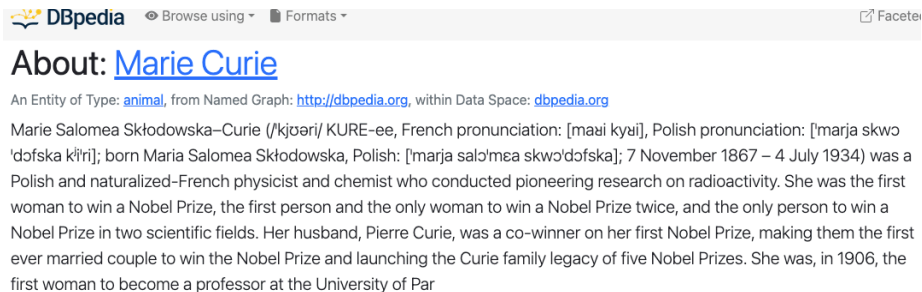 DBpedia Browse using Formats Facete
About: Marie Curie
An Entity of Type: animal, from Named Graph: http://dbpedia.org, within Data Space: dbpedia.org
Marie Salomea Skłodowska–Curie (/ˈkjʊəri/ KURE-ee, French pronunciation: [maʁi kyʁi], Polish pronunciation: [ˈmarja skwɔ
ˈdɔfska kʲiˈri]; born Maria Salomea Skłodowska, Polish: [ˈmarja salɔˈmɛa skwɔˈdɔfska]; 7 November 1867 – 4 July 1934) was a
Polish and naturalized-French physicist and chemist who conducted pioneering research on radioactivity. She was the first
woman to win a Nobel Prize, the first person and the only woman to win a Nobel Prize twice, and the only person to win a
Nobel Prize in two scientific fields. Her husband, Pierre Curie, was a co-winner on her first Nobel Prize, making them the first
ever married couple to win the Nobel Prize and launching the Curie family legacy of five Nobel Prizes. She was, in 1906, the
first woman to become a professor at the University of Par